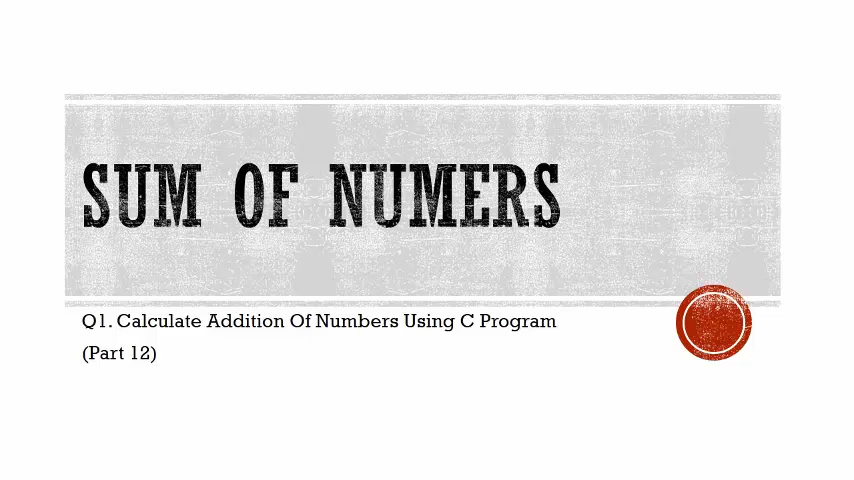 SUM OF NUMERS
Q1. Calculate Addition Of Numbers Using C Program
(Part 12)